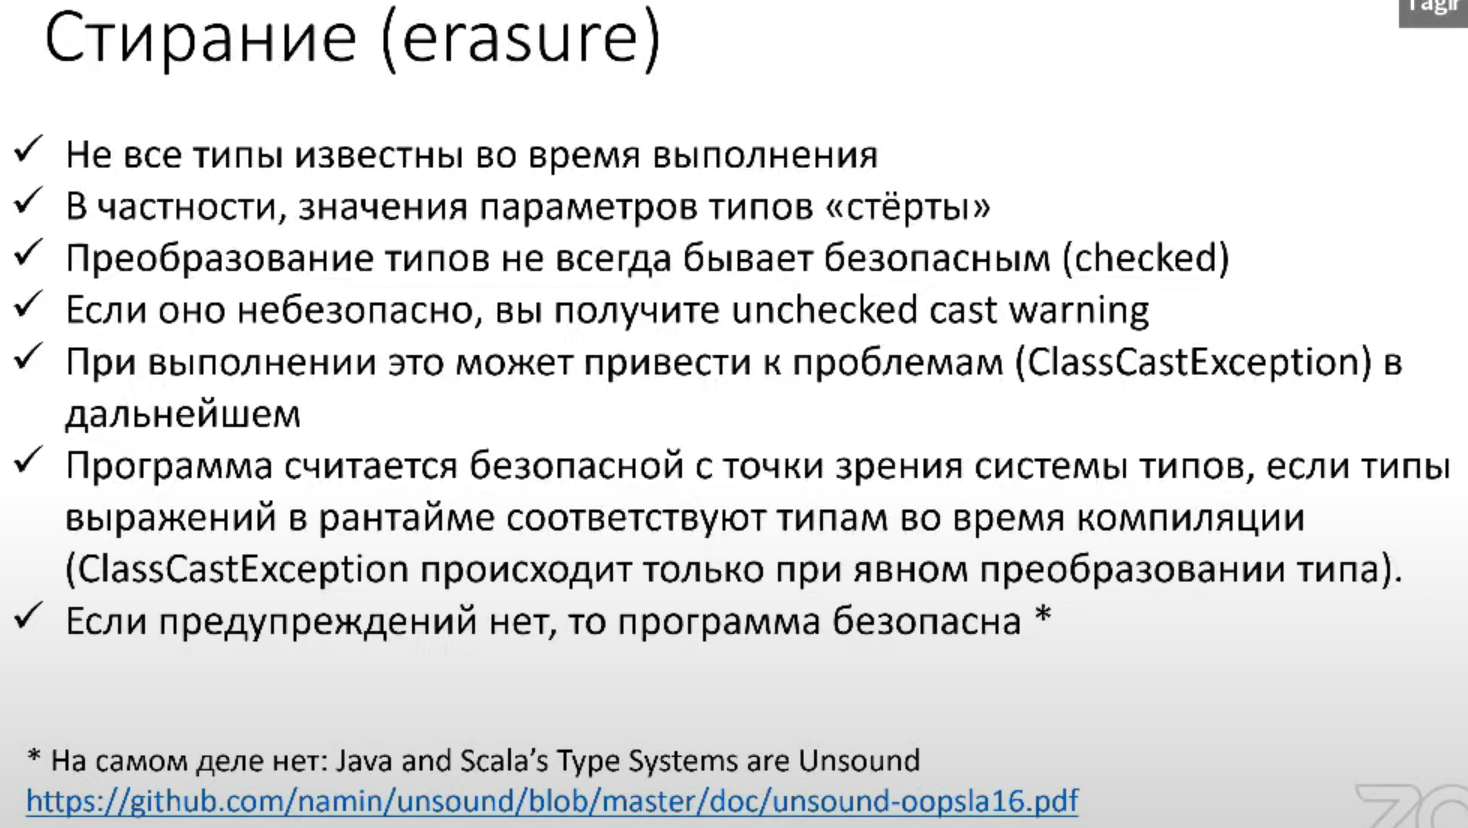 Tagir
Стирание (erasure)
✓ Не все типы известны во время выполнения
✓ В частности, значения параметров типов «стёрты»
✓ Преобразование типов не всегда бывает безопасным (checked)
✓ Если оно небезопасно, вы получите unchecked cast warning
✓ При выполнении это может привести к проблемам (ClassCastException) в
дальнейшем
✓ Программа считается безопасной с точки зрения системы типов, если типы
выражений в рантайме соответствуют типам во время компиляции
(ClassCastException происходит только при явном преобразовании типа).
✓ Если предупреждений нет, то программа безопасна *
* На самом деле нет: Java and Scala’s Type Systems are Unsound
https://github.com/namin/unsound/blob/master/doc/unsound-oopsla16.pdf